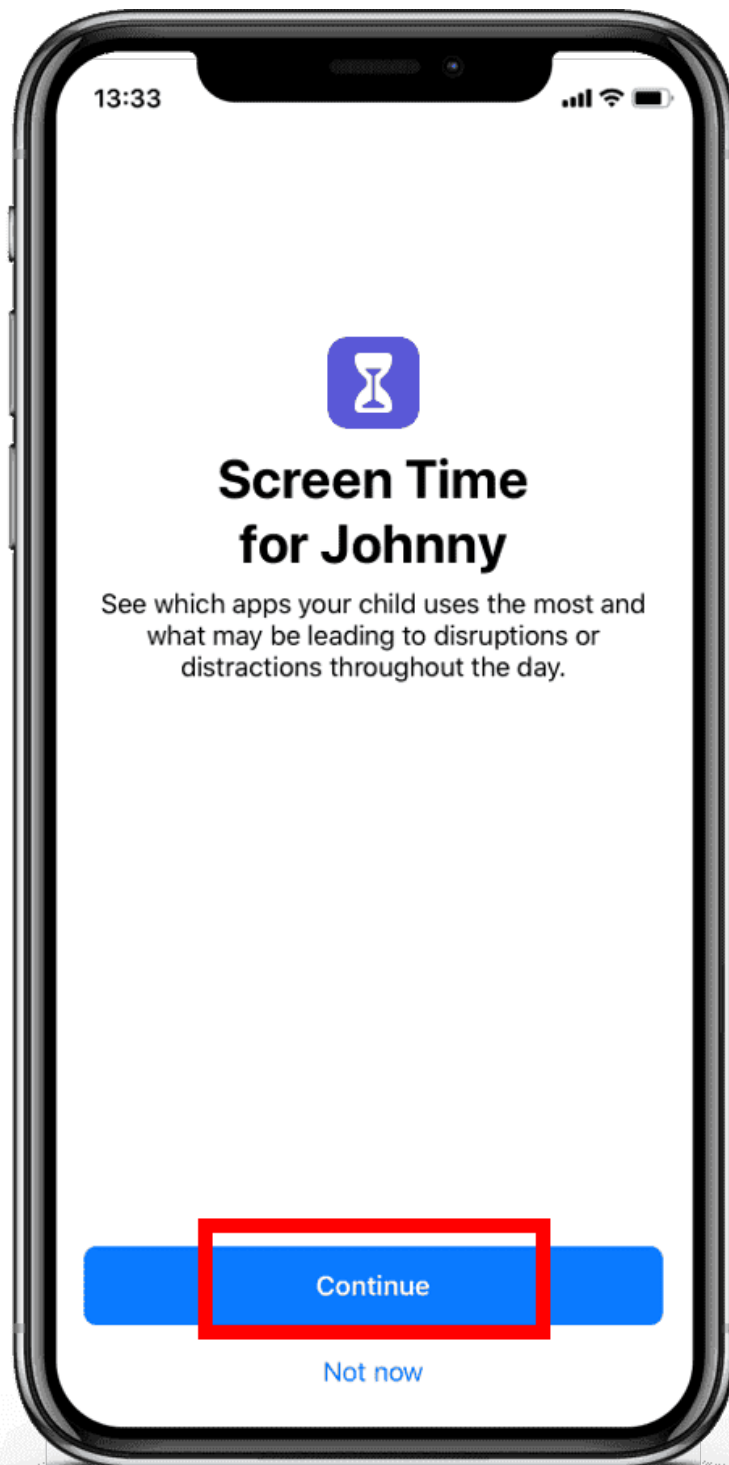 13:33
Screen Time
for Johnny
See which apps your child uses the most and
what may be leading to disruptions or
distractions throughout the day.
Continue
Not now